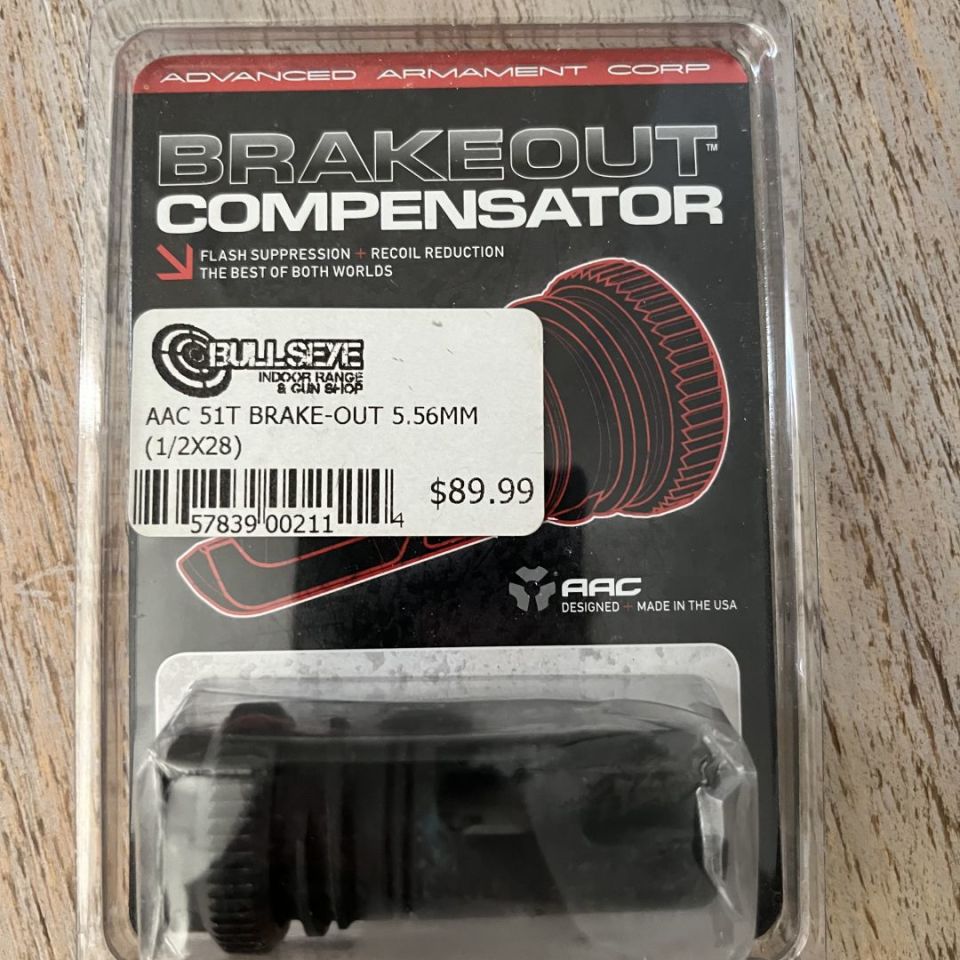 ADVANCED ARMAMENT CORP
BRAKEOUT™
COMPENSATOR
FLASH SUPPRESSION + RECOIL REDUCTION
THE BEST OF BOTH WORLDS
BULLSEYE
INDOOR RANGE
& GUN SHOP
AAC 51T BRAKE-OUT 5.56MM
(1/2X28)
$89.99
57839 00211 4
AAC
DESIGNED + MADE IN THE USA